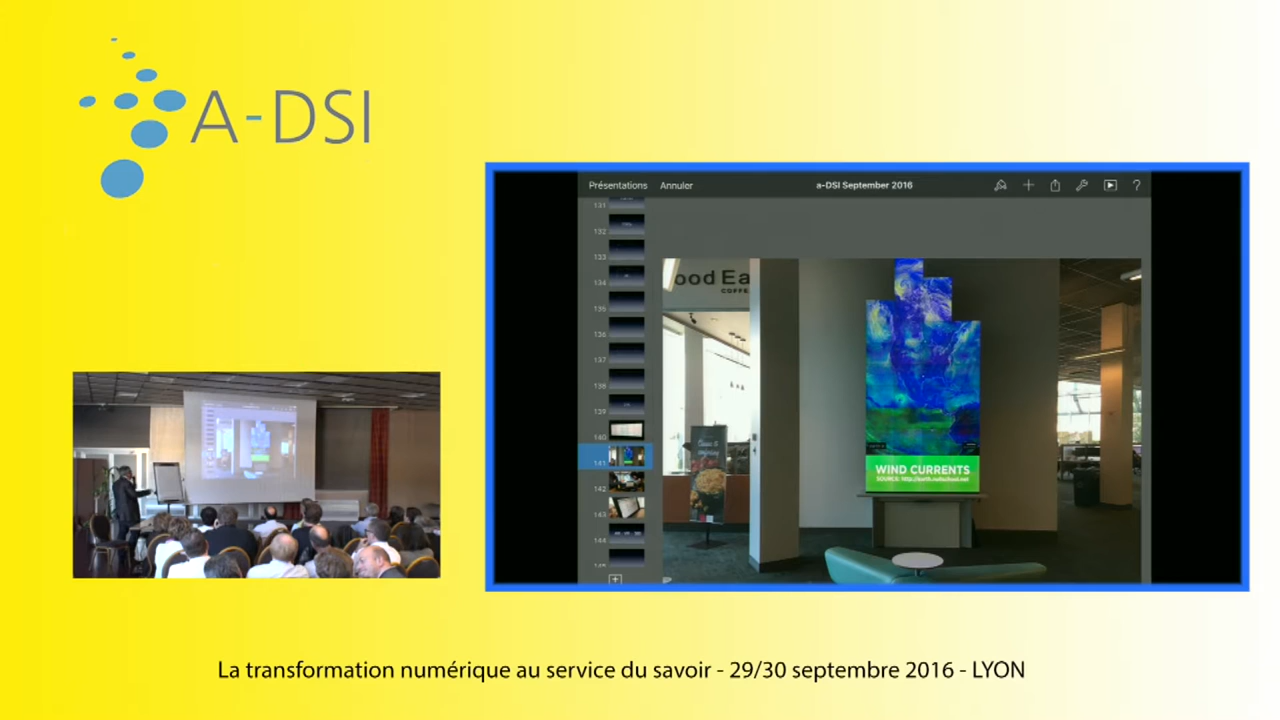 A-DSI
Présentations Annuler a-DSI September 2016 ?
131
132
133
134
135
136
137
138
139
140
141
142
143
144
ood Ea
COFFE
WIND CURRENTS
SOURCE: http://earth.nullschool.net
La transformation numérique au service du savoir - 29/30 septembre 2016 - LYON